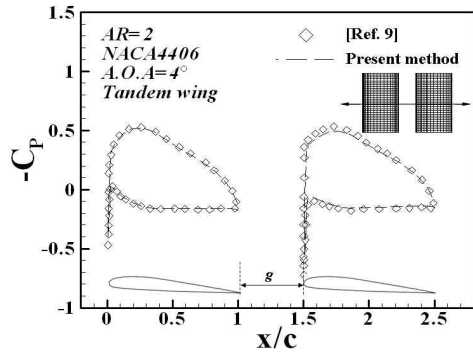 AR=2
NACA4406
A.O.A=4°
Tandem wing
[Ref. 9]
Present method
-C_P
-1.5
1
0.5
0
-0.5
-1
g
0 0.5 1 1.5 2 2.5
x/c